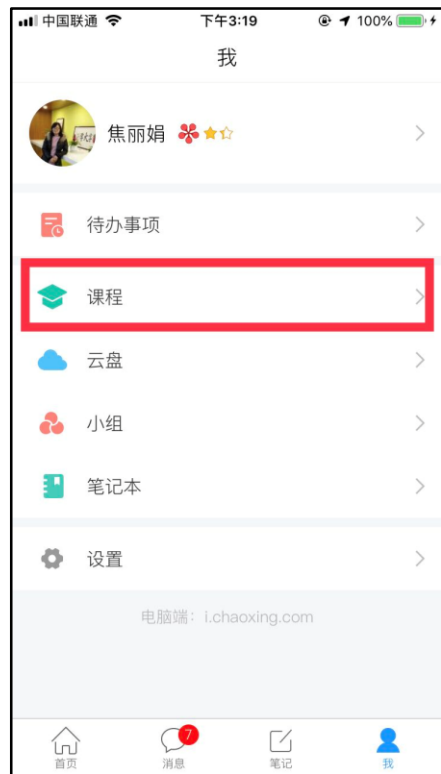 中国联通 下午3:19 100%
我
焦丽娟
待办事项
课程
云盘
小组
笔记本
设置
电脑端：i.chaoxing.com
7
首页 消息 笔记 我